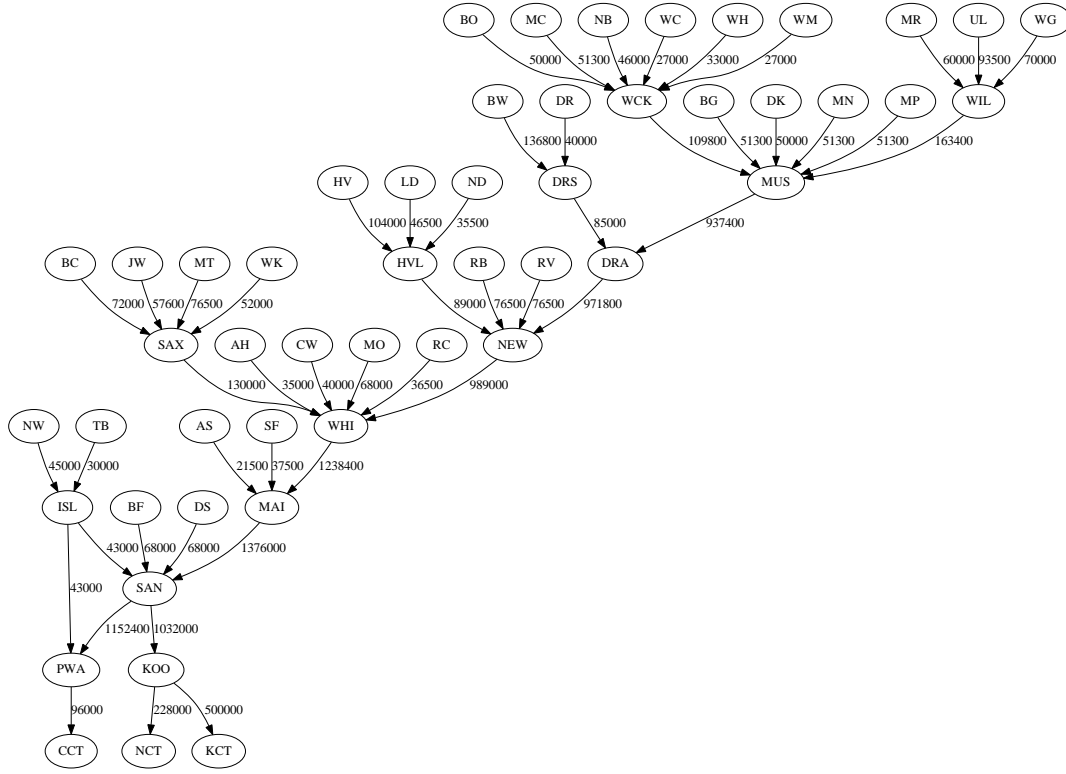 BO MC NB WC WH WM MR UL WG
50000 51300 46000 27000 33000 27000 60000 93500 70000
BW DR WCK BG DK MN MP WIL
136800 40000 109800 51300 50000 51300 51300 163400
HV LD ND DRS MUS
104000 46500 35500 85000 937400
BC JW MT WK HVL RB RV DRA
72000 57600 76500 52000 89000 76500 76500 971800
SAX AH CW MO RC NEW
130000 35000 40000 68000 36500 989000
NW TB AS SF WHI
45000 30000 21500 37500 1238400
ISL BF DS MAI
43000 68000 68000 1376000
SAN
43000 1152400 1032000
PWA KOO
96000 228000 500000
CCT NCT KCT